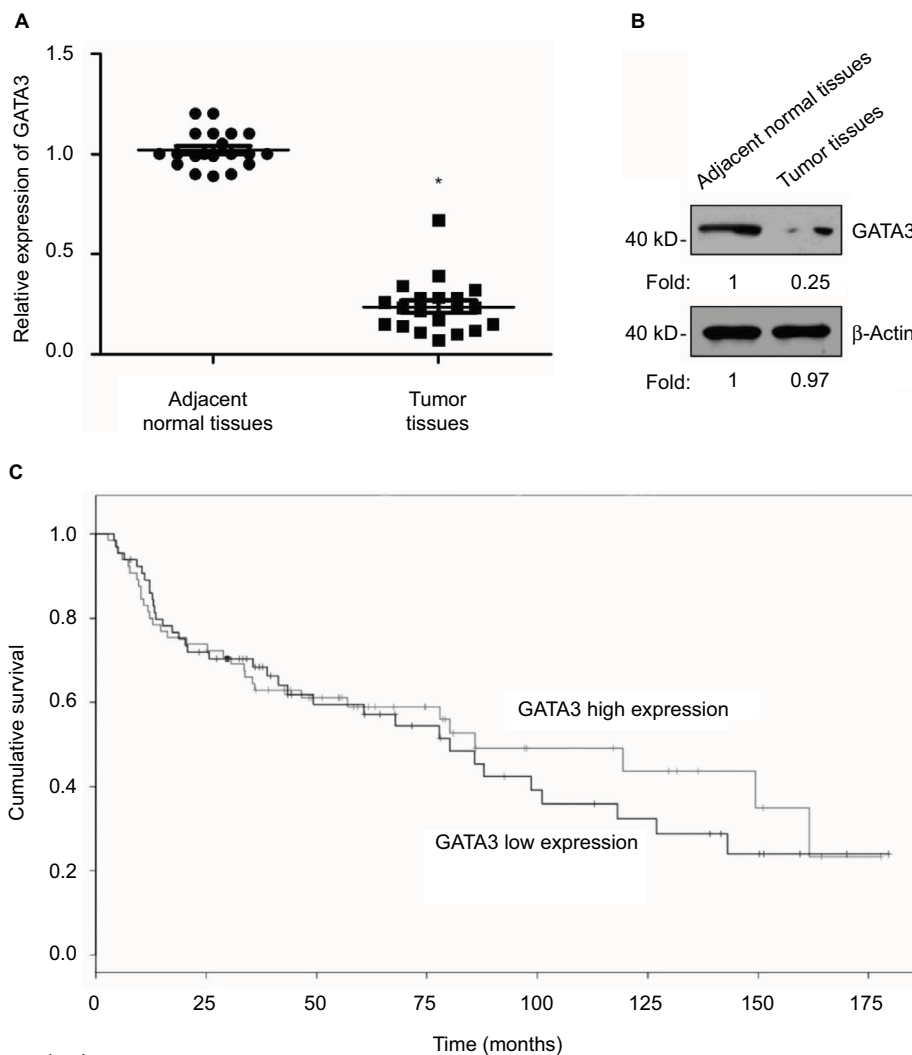 A
Relative expression of GATA3
1.5
1.0
0.5
0.0
*
Adjacent
normal tissues
Tumor
tissues
B
Adjacent normal tissues
Tumor tissues
40 kD-
GATA3
Fold: 1 0.25
40 kD-
β-Actin
Fold: 1 0.97
C
Cumulative survival
1.0
0.8
0.6
0.4
0.2
0.0
GATA3 high expression
GATA3 low expression
0 25 50 75 100 125 150 175
Time (months)